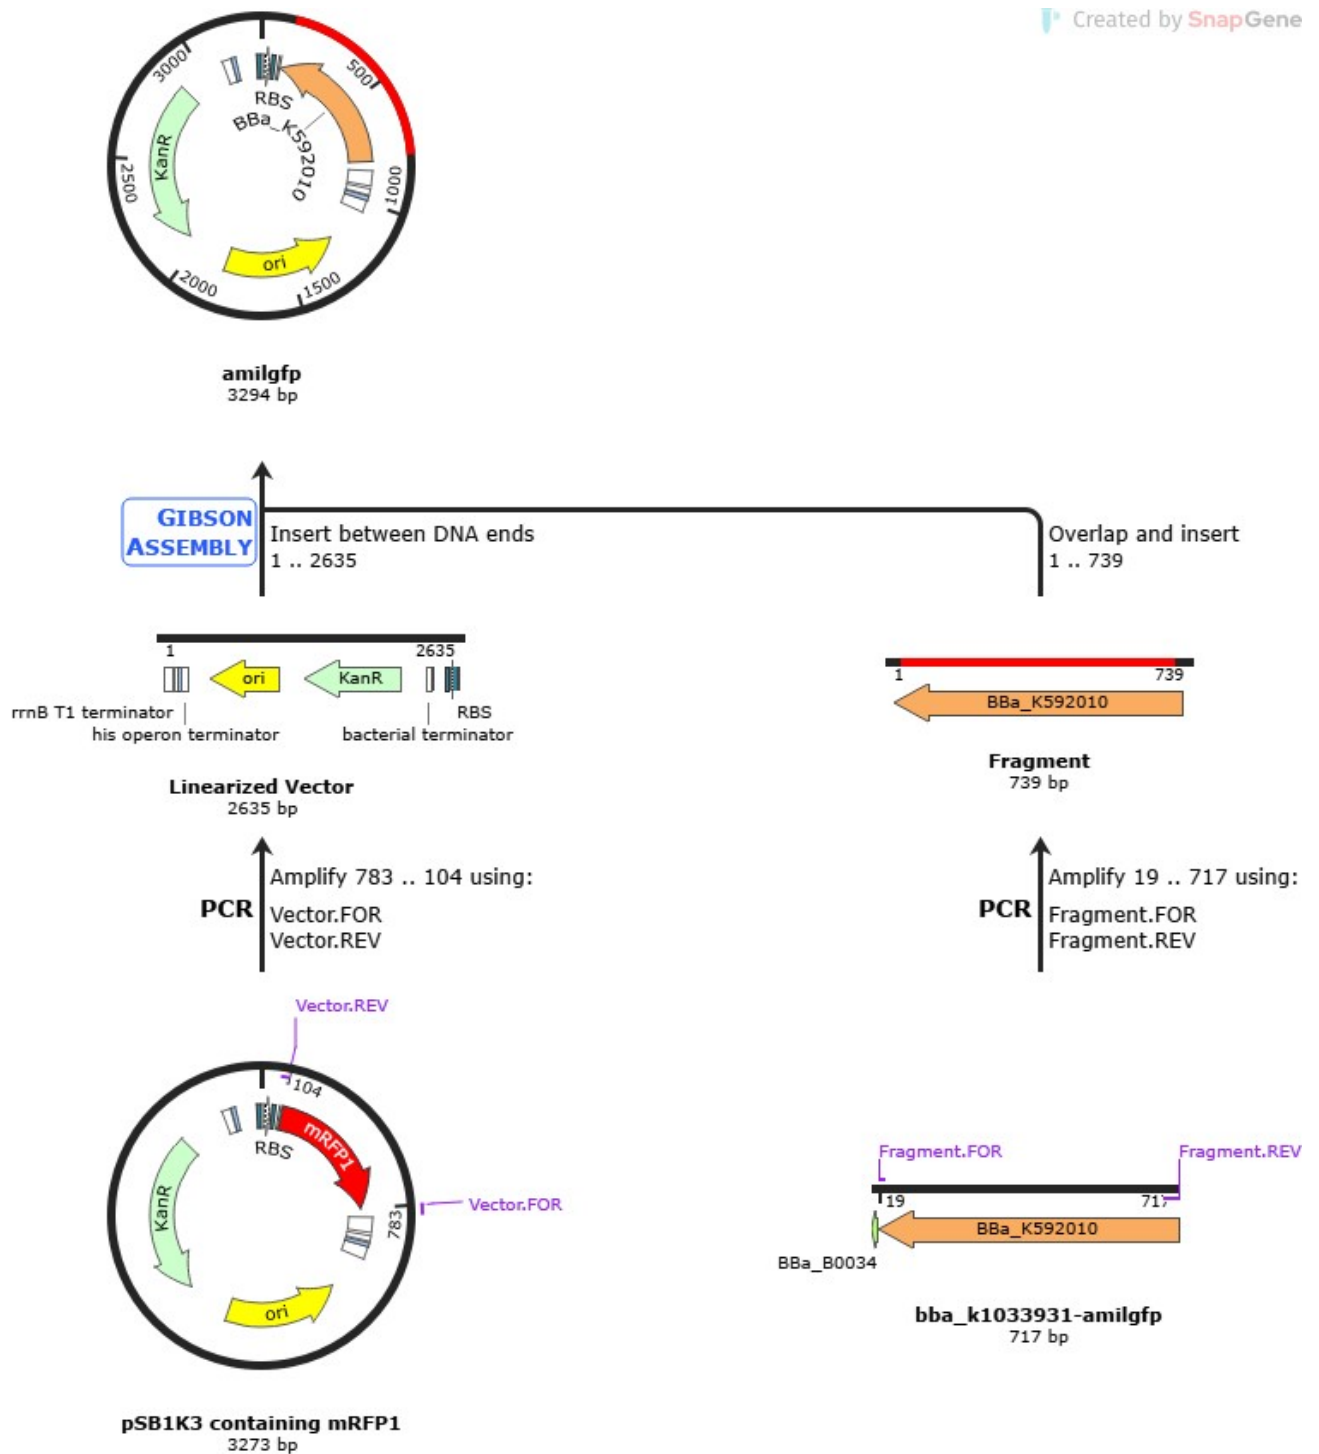 Created by SnapGene
3000
500
RBS
BBa_K592010
KanR
2500
1000
ori
2000
1500
amilgfp
3294 bp
GIBSON
ASSEMBLY
Insert between DNA ends
1 .. 2635
Overlap and insert
1 .. 739
1
2635
ori
KanR
rrnB T1 terminator
RBS
his operon terminator
bacterial terminator
Linearized Vector
2635 bp
1
739
BBa_K592010
Fragment
739 bp
PCR
Amplify 783 .. 104 using:
Vector.FOR
Vector.REV
PCR
Amplify 19 .. 717 using:
Fragment.FOR
Fragment.REV
Vector.REV
104
mRFP1
RBS
KanR
783
Vector.FOR
ori
pSB1K3 containing mRFP1
3273 bp
Fragment.FOR
Fragment.REV
19
717
BBa_K592010
BBa_B0034
bba_k1033931-amilgfp
717 bp